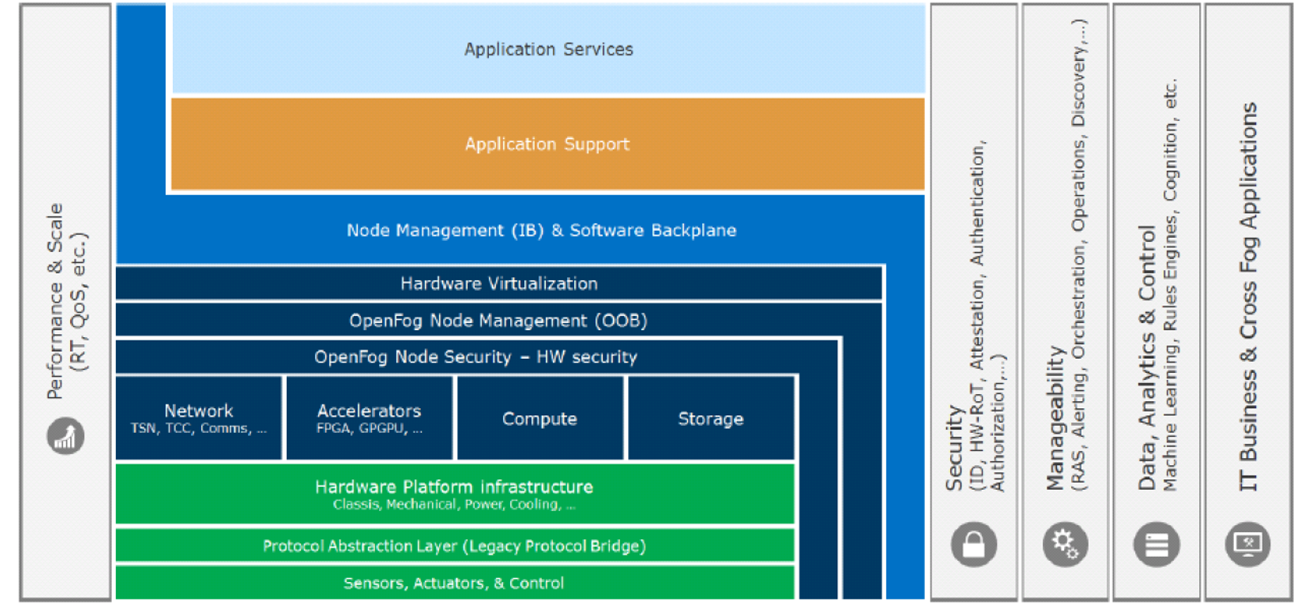 Performance & Scale
(RT, QoS, etc.)
Application Services
Application Support
Node Management (IB) & Software Backplane
Hardware Virtualization
OpenFog Node Management (OOB)
OpenFog Node Security – HW security
Network
TSN, TCC, Comms, ...
Accelerators
FPGA, GPGPU, ...
Compute
Storage
Hardware Platform infrastructure
Classis, Mechanical, Power, Cooling, ...
Protocol Abstraction Layer (Legacy Protocol Bridge)
Sensors, Actuators, & Control
Security
(ID, HW-RoT, Attestation, Authentication,
Authorization,...)
Manageability
(RAS, Alerting, Orchestration, Operations, Discovery,...)
Data, Analytics & Control
Machine Learning, Rules Engines, Cognition, etc.
IT Business & Cross Fog Applications